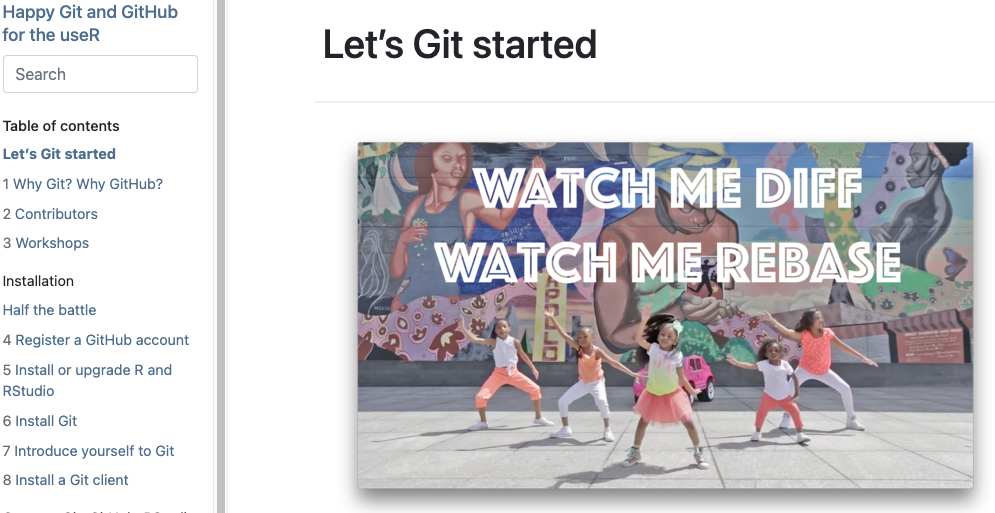 Happy Git and GitHub
for the useR
Search
Table of contents
Let’s Git started
1 Why Git? Why GitHub?
2 Contributors
3 Workshops
Installation
Half the battle
4 Register a GitHub account
5 Install or upgrade R and
RStudio
6 Install Git
7 Introduce yourself to Git
8 Install a Git client
Let’s Git started
WATCH ME DIFF
WATCH ME REBASE
APOLLO